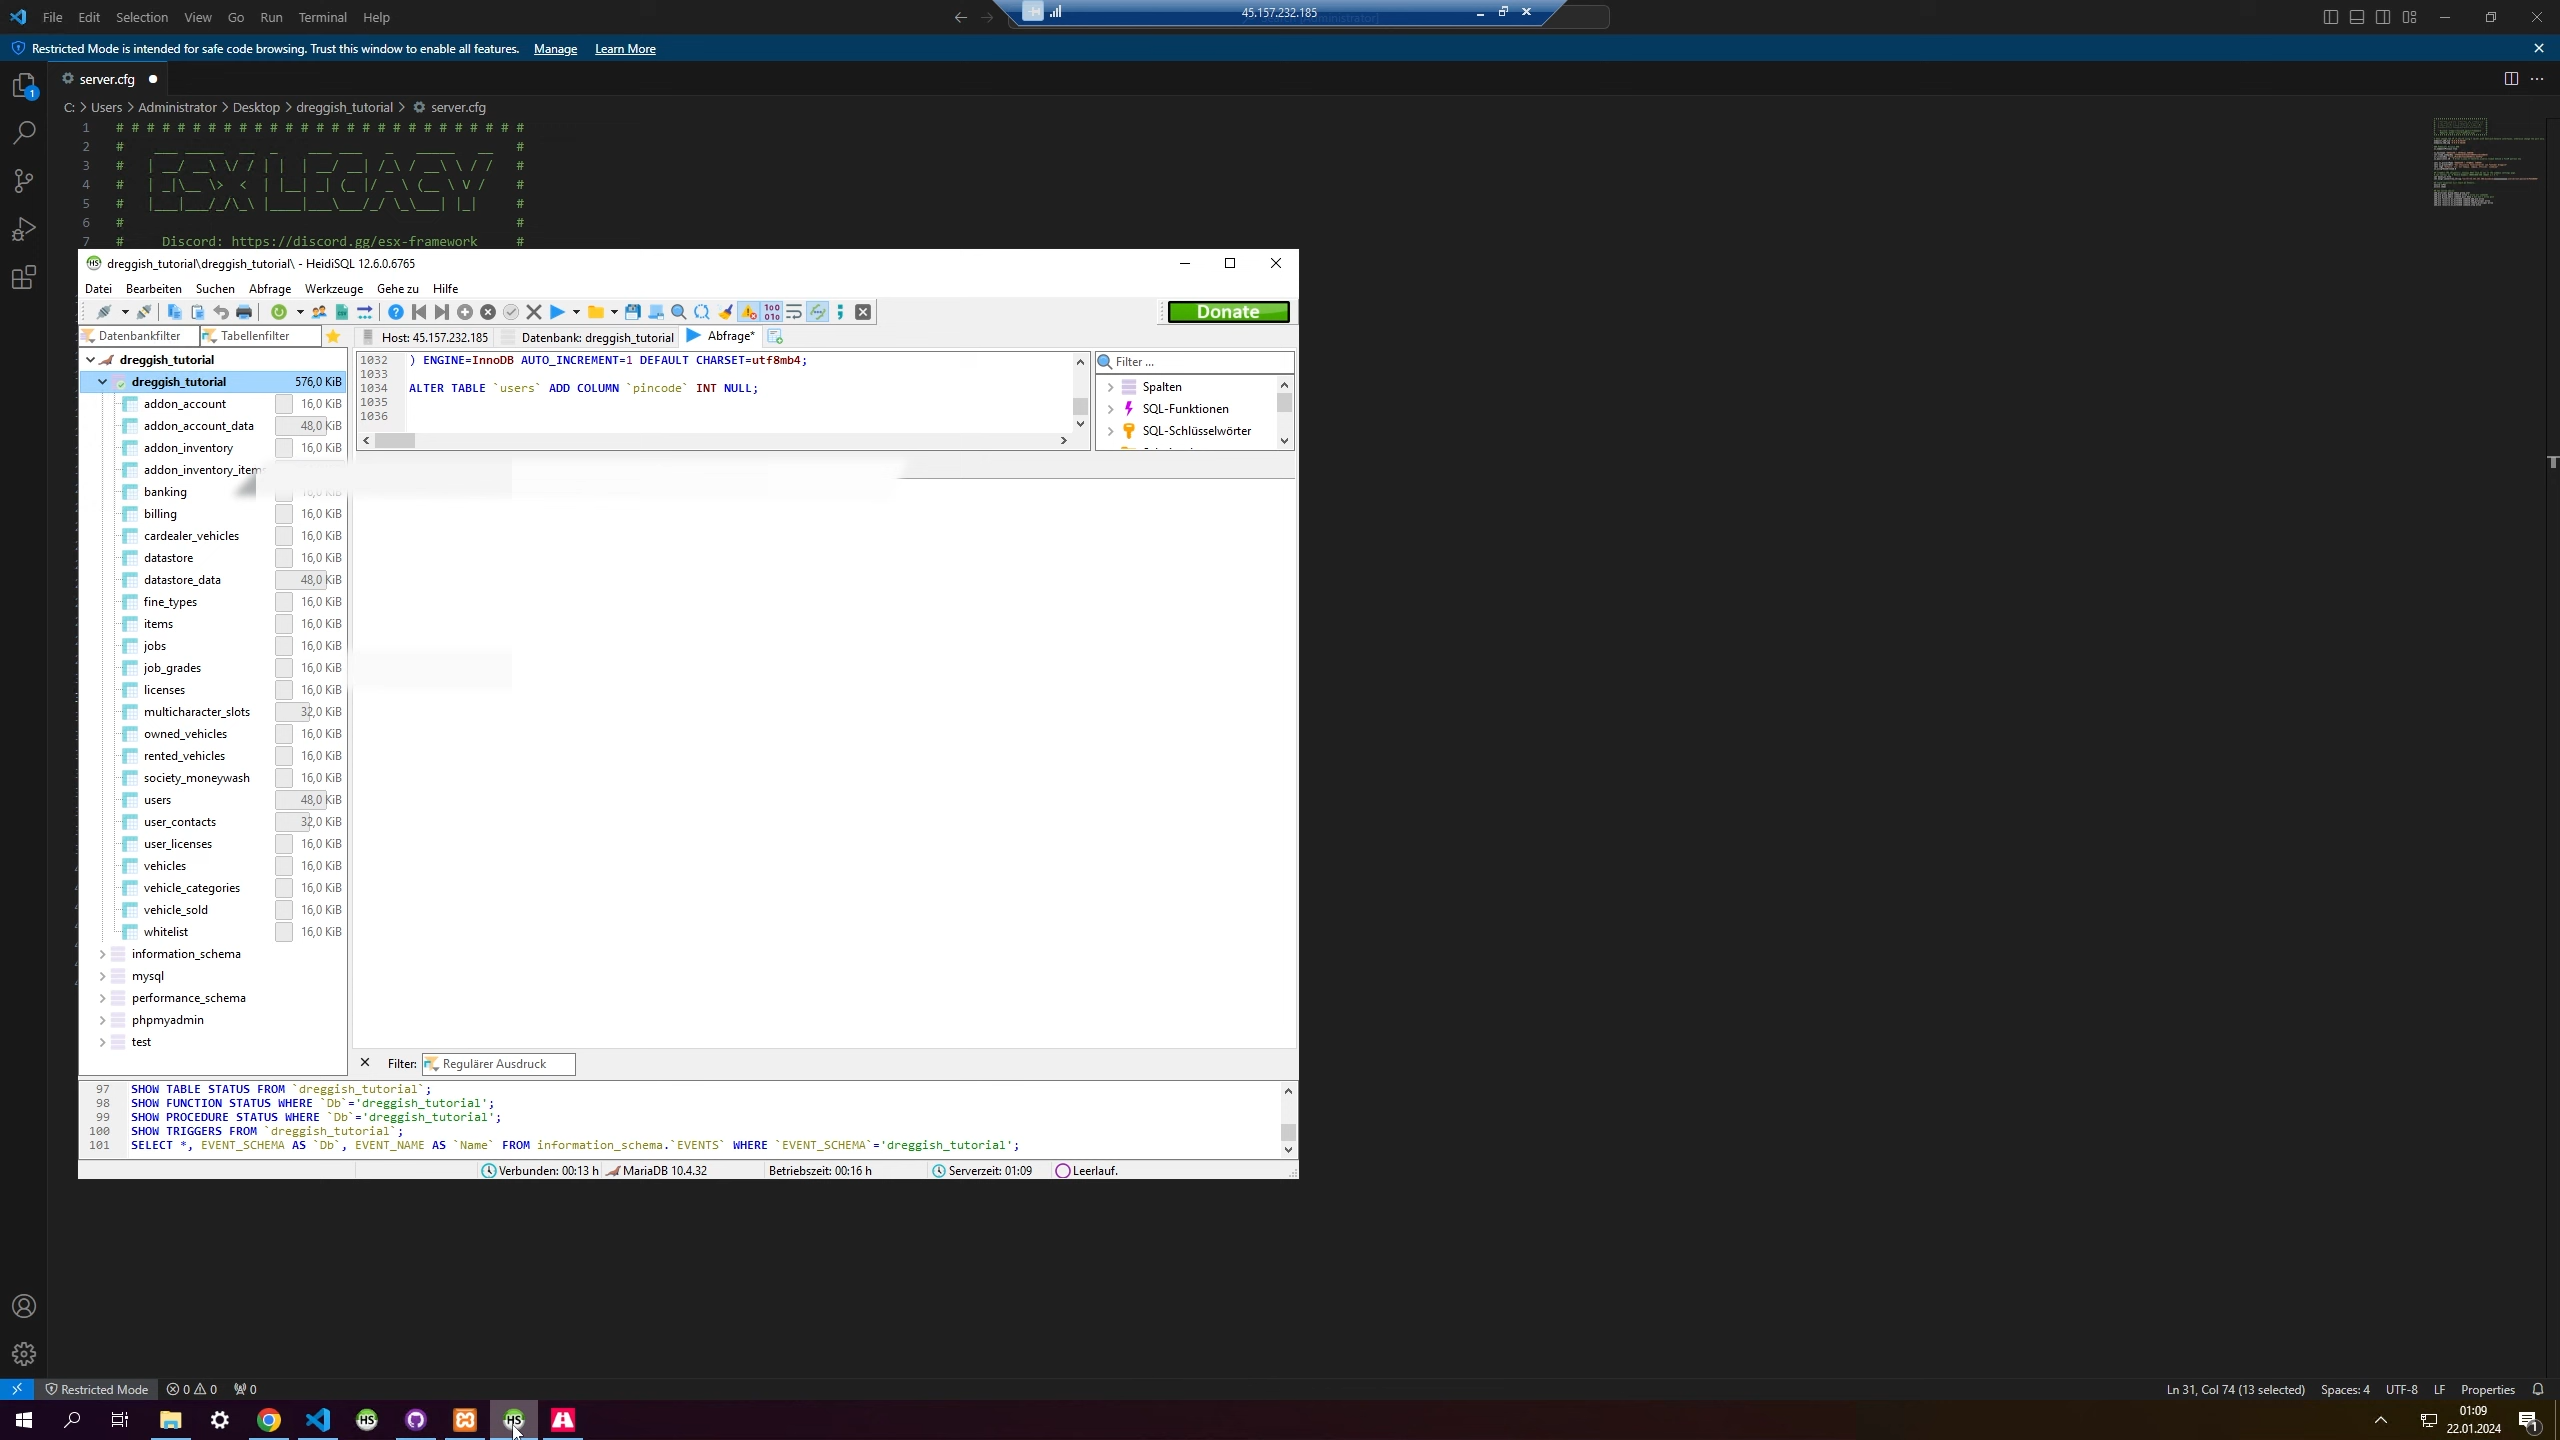 File Edit Selection View Go Run Terminal Help
45.157.232.185
Restricted Mode is intended for safe code browsing. Trust this window to enable all features. Manage Learn More
server.cfg
C: > Users > Administrator > Desktop > dreggish_tutorial > server.cfg
1 # # # # # # # # # # # # # # # # # # # # # # # # # # #
2
3
4
5
6 # #
7 # Discord: https://discord.gg/esx-framework #
dreggish_tutorial\dreggish_tutorial\ - HeidiSQL 12.6.0.6765
Datei Bearbeiten Suchen Abfrage Werkzeuge Gehe zu Hilfe
Donate
Datenbankfilter Tabellenfilter
Host: 45.157.232.185 Datenbank: dreggish_tutorial Abfrage*
dreggish_tutorial
dreggish_tutorial 576,0 KiB
addon_account 16,0 KiB
addon_account_data 48,0 KiB
addon_inventory 16,0 KiB
addon_inventory_items
banking 16,0 KiB
billing 16,0 KiB
cardealer_vehicles 16,0 KiB
datastore 16,0 KiB
datastore_data 48,0 KiB
fine_types 16,0 KiB
items 16,0 KiB
jobs 16,0 KiB
job_grades 16,0 KiB
licenses 16,0 KiB
multicharacter_slots 32,0 KiB
owned_vehicles 16,0 KiB
rented_vehicles 16,0 KiB
society_moneywash 16,0 KiB
users 48,0 KiB
user_contacts 32,0 KiB
user_licenses 16,0 KiB
vehicles 16,0 KiB
vehicle_categories 16,0 KiB
vehicle_sold 16,0 KiB
whitelist 16,0 KiB
information_schema
mysql
performance_schema
phpmyadmin
test
1032 ) ENGINE=InnoDB AUTO_INCREMENT=1 DEFAULT CHARSET=utf8mb4;
1033
1034 ALTER TABLE `users` ADD COLUMN `pincode` INT NULL;
1035
1036
Filter ...
Spalten
SQL-Funktionen
SQL-Schlüsselwörter
Filter: Regulärer Ausdruck
97 SHOW TABLE STATUS FROM `dreggish_tutorial`;
98 SHOW FUNCTION STATUS WHERE `Db`='dreggish_tutorial';
99 SHOW PROCEDURE STATUS WHERE `Db`='dreggish_tutorial';
100 SHOW TRIGGERS FROM `dreggish_tutorial`;
101 SELECT *, EVENT_SCHEMA AS `Db`, EVENT_NAME AS `Name` FROM information_schema.`EVENTS` WHERE `EVENT_SCHEMA`='dreggish_tutorial';
Verbunden: 00:13 h MariaDB 10.4.32 Betriebszeit: 00:16 h Serverzeit: 01:09 Leerlauf.
Restricted Mode 0 0 0
Ln 31, Col 74 (13 selected) Spaces: 4 UTF-8 LF Properties
01:09
22.01.2024